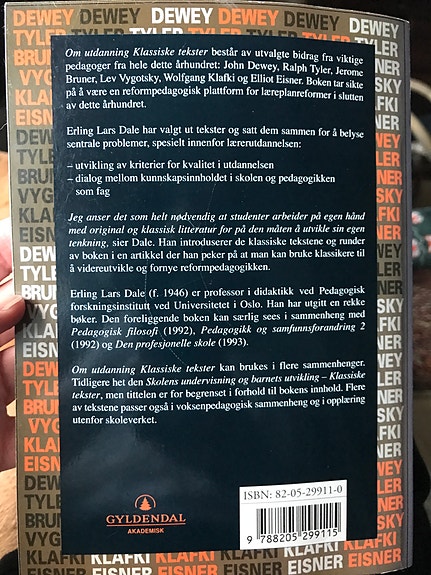 DEWEY DEWEY DEWEY DEWEY DEWEY
TYLER
BRUNER
VYGOTSKY
KLAFKI
EISNER
Om utdanning Klassiske tekster består av utvalgte bidrag fra viktige
pedagoger fra hele dette århundret: John Dewey, Ralph Tyler, Jerome
Bruner, Lev Vygotsky, Wolfgang Klafki og Elliot Eisner. Boken tar sikte
på å være en reformpedagogisk plattform for læreplanreformer i slutten
av dette århundret.
Erling Lars Dale har valgt ut tekster og satt dem sammen for å belyse
sentrale problemer, spesielt innenfor lærerutdannelsen:
– utvikling av kriterier for kvalitet i utdannelsen
– dialog mellom kunnskapsinnholdet i skolen og pedagogikken
som fag
Jeg anser det som helt nødvendig at studenter arbeider på egen hånd
med original og klassisk litteratur for på den måten å utvikle sin egen
tenkning, sier Dale. Han introduserer de klassiske tekstene og runder
av boken i en artikkel der han peker på at man kan bruke klassikere til
å videreutvikle og fornye reformpedagogikken.
Erling Lars Dale (f. 1946) er professor i didaktikk ved Pedagogisk
forskningsinstitutt ved Universitetet i Oslo. Han har utgitt en rekke
bøker. Den foreliggende boken kan særlig sees i sammenheng med
Pedagogisk filosofi (1992), Pedagogikk og samfunnsforandring 2
(1992) og Den profesjonelle skole (1993).
Om utdanning Klassiske tekster kan brukes i flere sammenhenger.
Tidligere het den Skolens undervisning og barnets utvikling – Klassiske
tekster, men tittelen er for begrenset i forhold til bokens innhold. Flere
av tekstene passer også i voksenpedagogisk sammenheng og i opplæring
utenfor skoleverket.
GYLDENDAL
AKADEMISK
ISBN: 82-05-29911-0
9 788205 299115
KLAFKI KLAFKI KLAFKI KLAFKI
EISNER EISNER EISNER EISNER